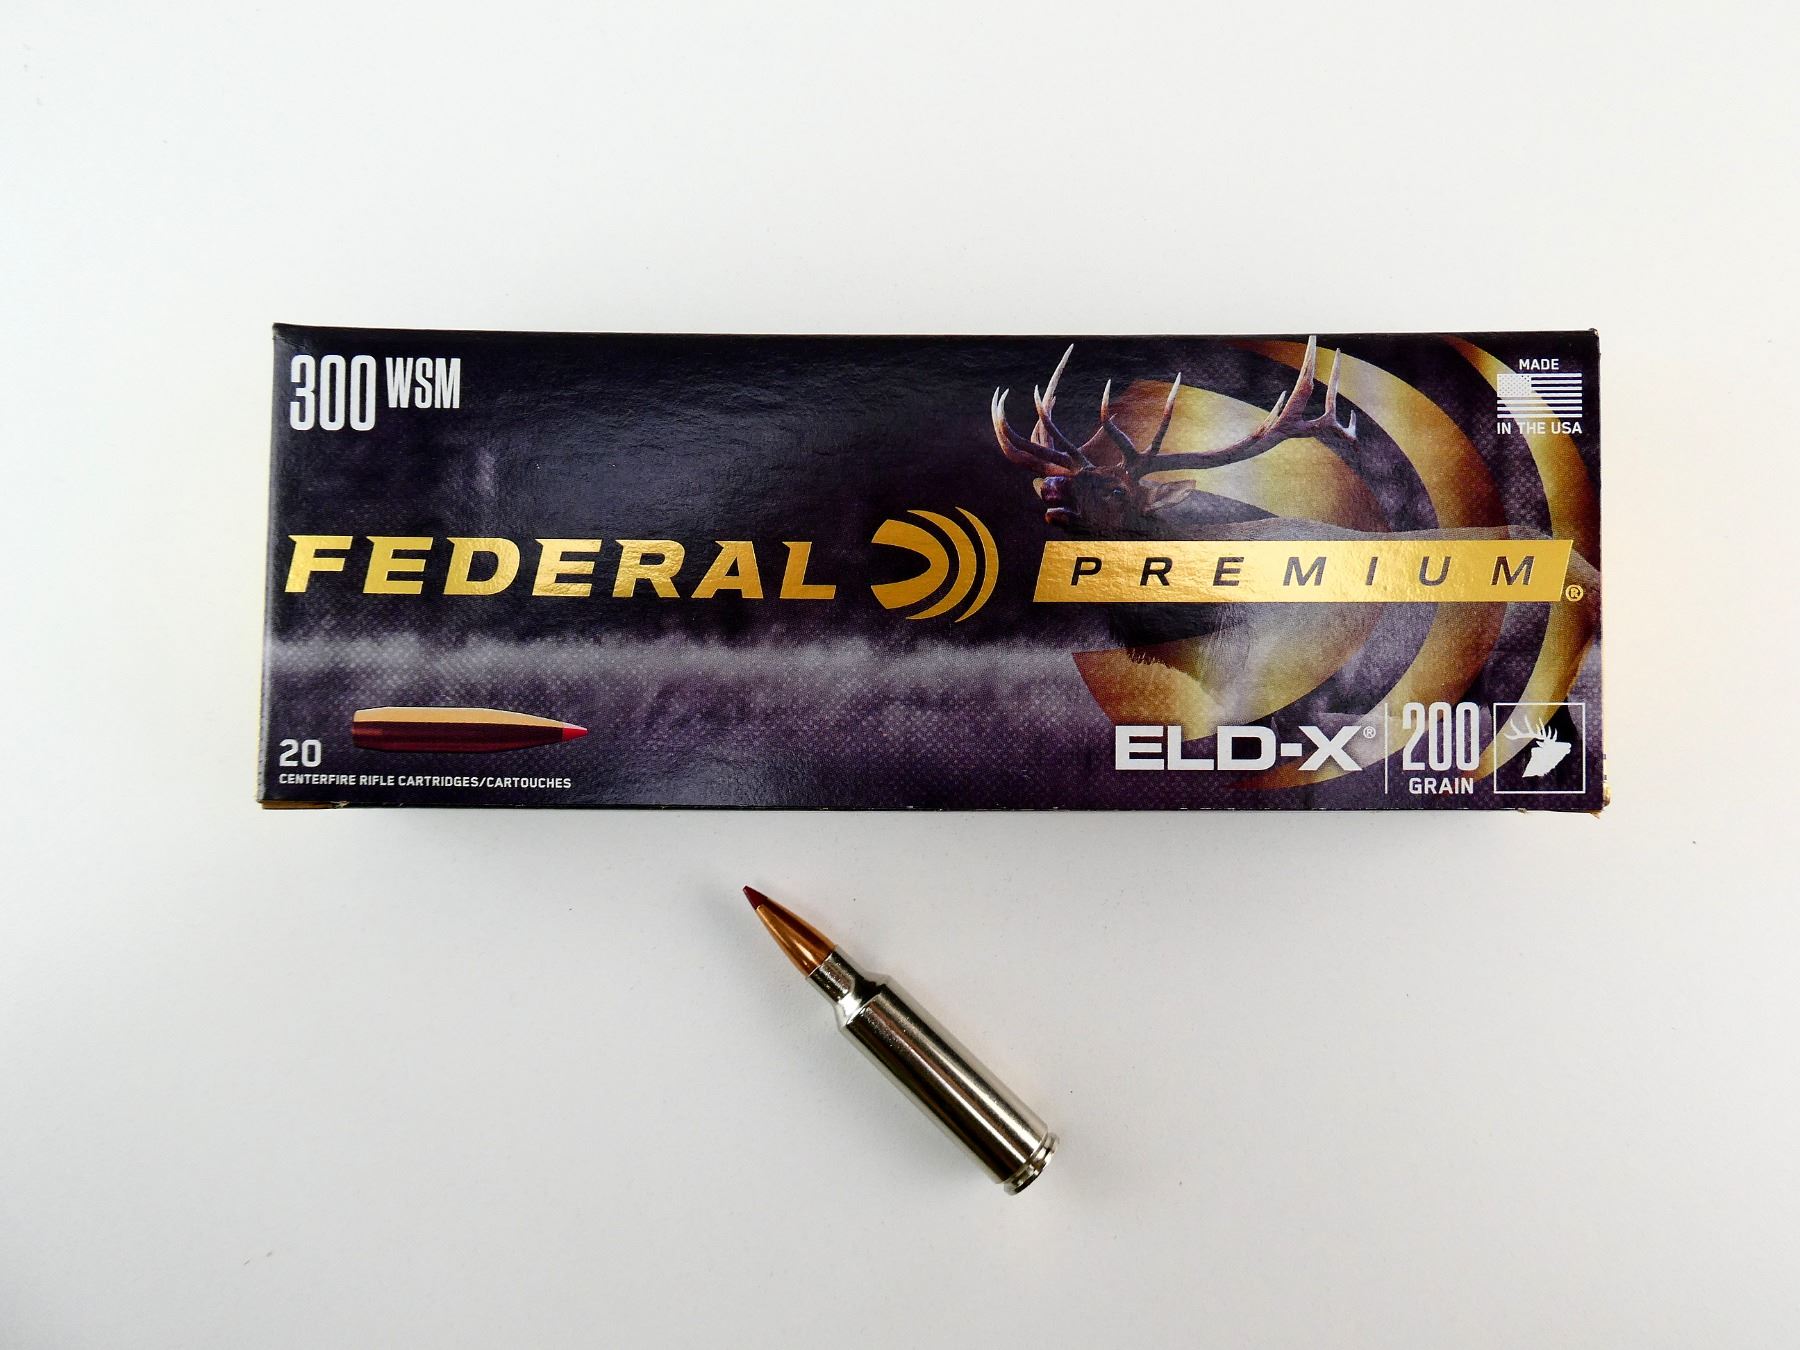 300 WSM
MADE
IN THE USA
FEDERAL PREMIUM®
20
CENTERFIRE RIFLE CARTRIDGES/CARTOUCHES
ELD-X® 200
GRAIN